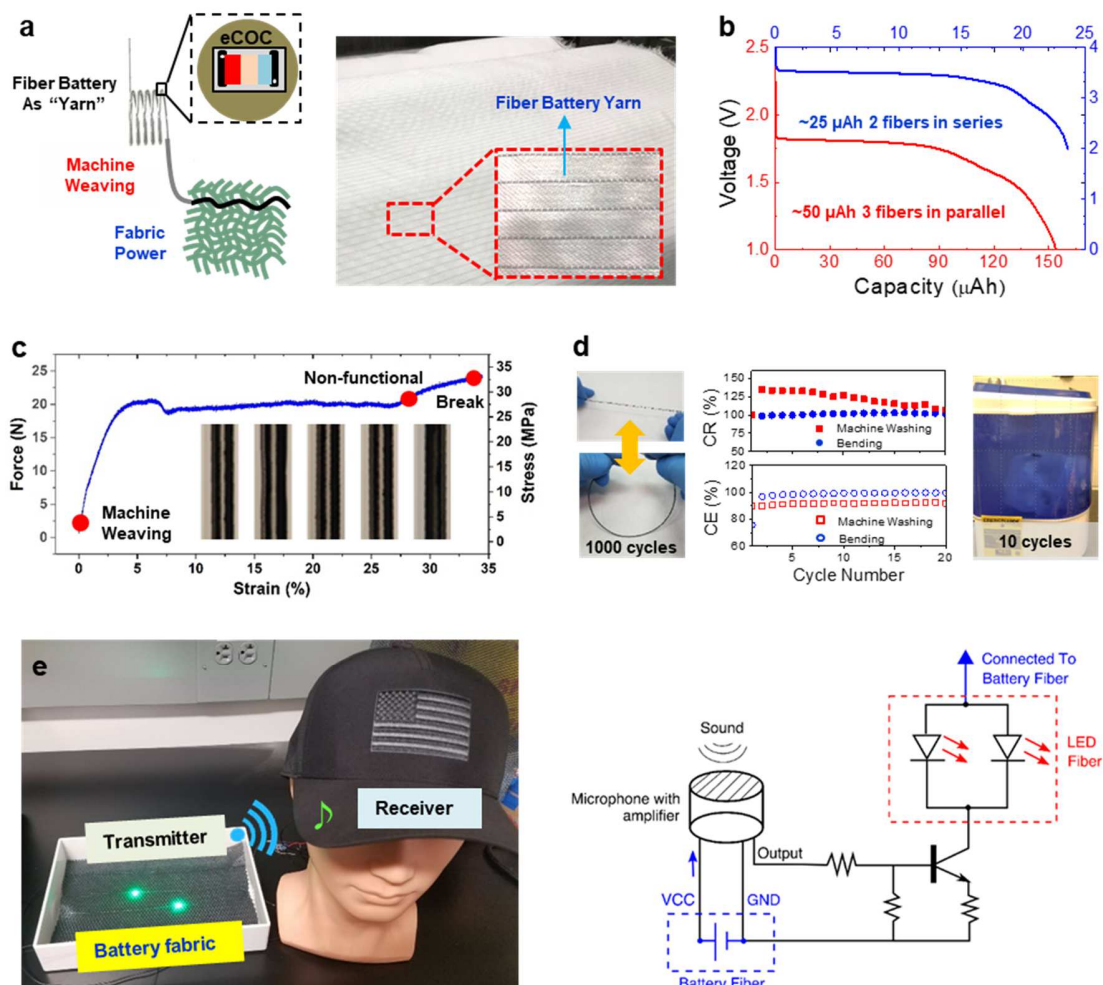 a
eCOC
Fiber Battery
As “Yarn”
Machine
Weaving
Fabric
Power
Fiber Battery Yarn
b
0 5 10 15 20 25
2.5
2.0
1.5
1.0
Voltage (V)
~25 µAh 2 fibers in series
~50 µAh 3 fibers in parallel
4
3
2
1
0
0 30 60 90 120 150
Capacity (µAh)
c
25
20
15
10
5
0
Force (N)
Non-functional
Break
Machine
Weaving
35
30
25
20
15
10
5
0
Stress (MPa)
0 5 10 15 20 25 30 35
Strain (%)
d
1000 cycles
150
125
100
75
50
CR (%)
Machine Washing
Bending
120
100
80
60
CE (%)
Machine Washing
Bending
5 10 15 20
Cycle Number
10 cycles
e
Transmitter
Receiver
Battery fabric
Connected To
Battery Fiber
LED
Fiber
Sound
Microphone with
amplifier
Output
VCC
GND
Battery Fiber